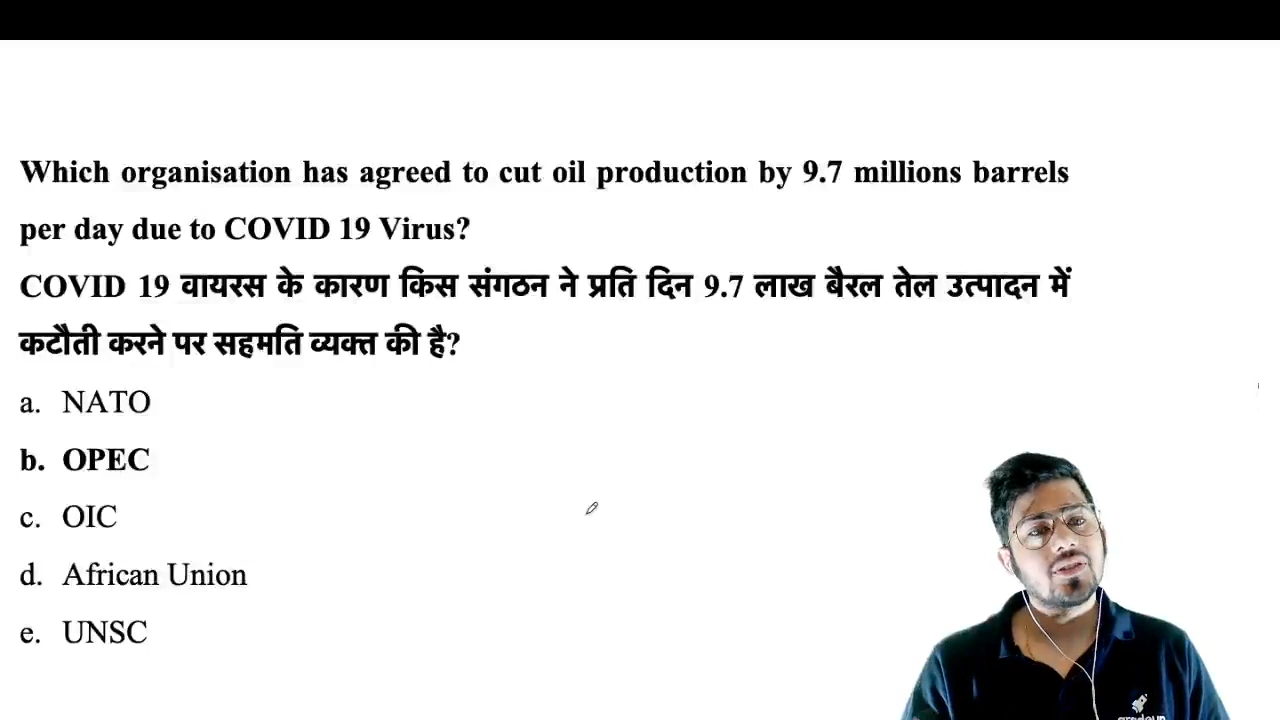 Which organisation has agreed to cut oil production by 9.7 millions barrels
per day due to COVID 19 Virus?
COVID 19 वायरस के कारण किस संगठन ने प्रति दिन 9.7 लाख बैरल तेल उत्पादन में
कटौती करने पर सहमति व्यक्त की है?
a. NATO
b. OPEC
c. OIC
d. African Union
e. UNSC